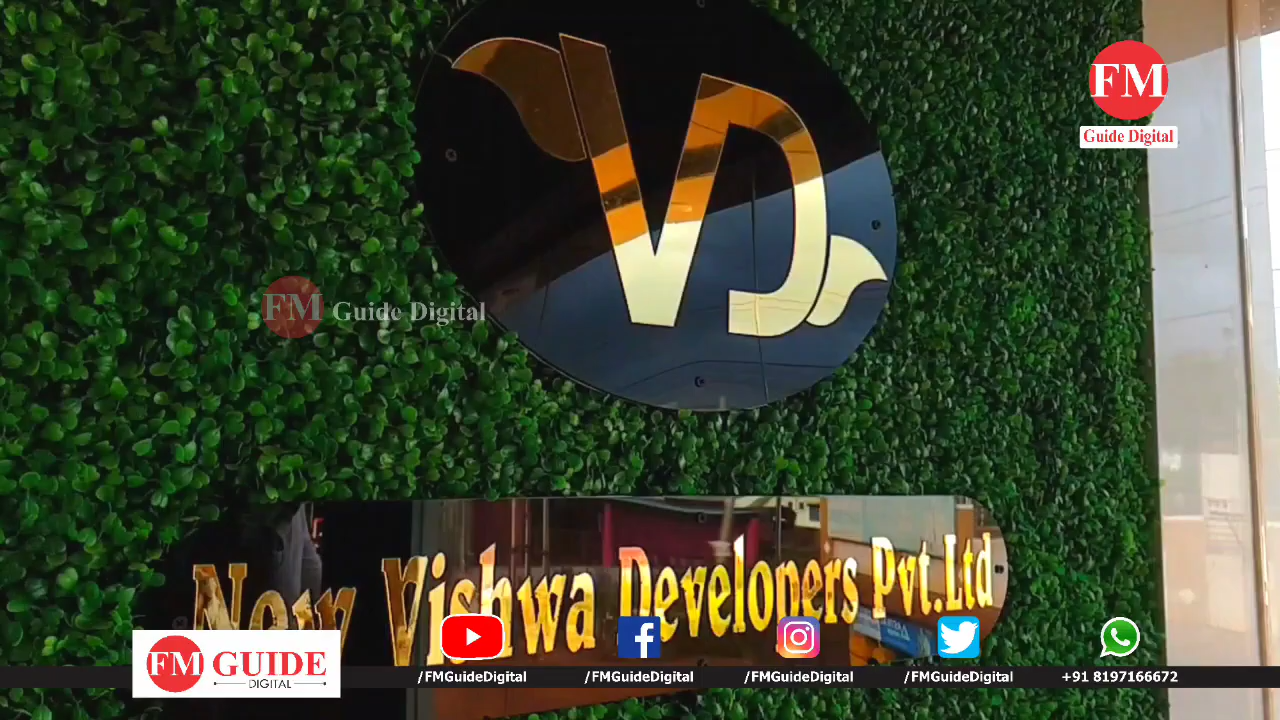 VD
FM
Guide Digital
FM Guide Digital
New Vishwa Developers Pvt.Ltd
FM GUIDE
DIGITAL
/FMGuideDigital
/FMGuideDigital
/FMGuideDigital
/FMGuideDigital
+91 8197166672